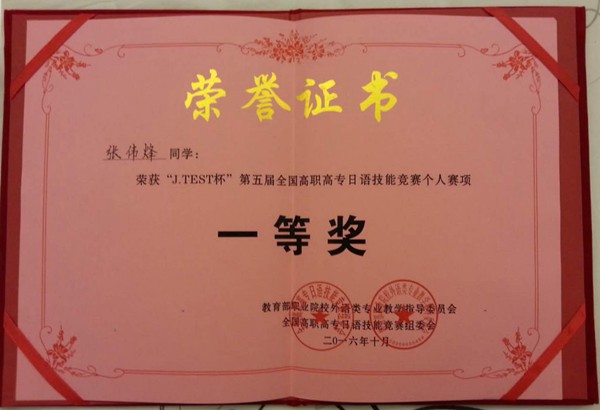 荣誉证书
张伟烽 同学：
荣获“J.TEST杯”第五届全国高职高专日语技能竞赛个人赛项
一等奖
教育部职业院校外语类专业教学指导委员会
全国高职高专日语技能竞赛组委会
二〇一六年十月